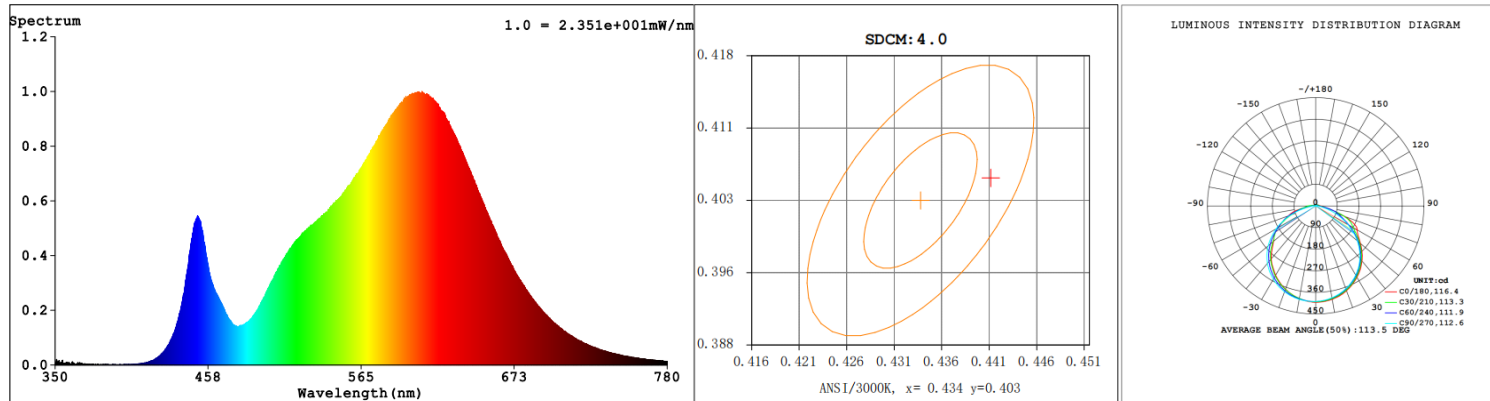 Spectrum
1.0 = 2.351e+001mW/nm
1.2
1.0
0.8
0.6
0.4
0.2
0.0
350 458 565 673 780
Wavelength(nm)
SDCM:4.0
0.418
0.411
0.403
0.396
0.388
0.416 0.421 0.426 0.431 0.436 0.441 0.446 0.451
ANSI/3000K, x= 0.434 y=0.403
LUMINOUS INTENSITY DISTRIBUTION DIAGRAM
-/+180
-150 150
-120 120
-90 0 90
90
180
-60 270 60
UNIT:cd
360 C0/180,116.4
-30 30 C30/210,113.3
450 C60/240,111.9
0 C90/270,112.6
AVERAGE BEAM ANGLE(50%):113.5 DEG